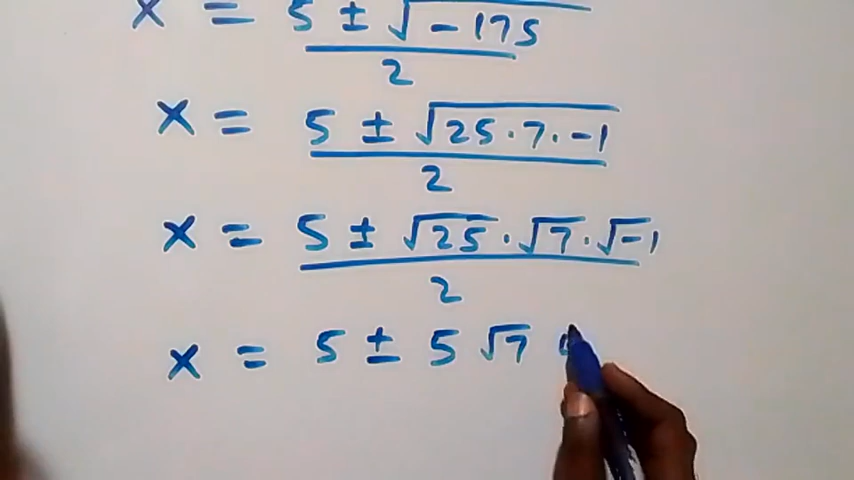 x = 5 ± √-175
2
x = 5 ± √25·7·-1
2
x = 5 ± √25·√7·√-1
2
x = 5 ± 5 √7